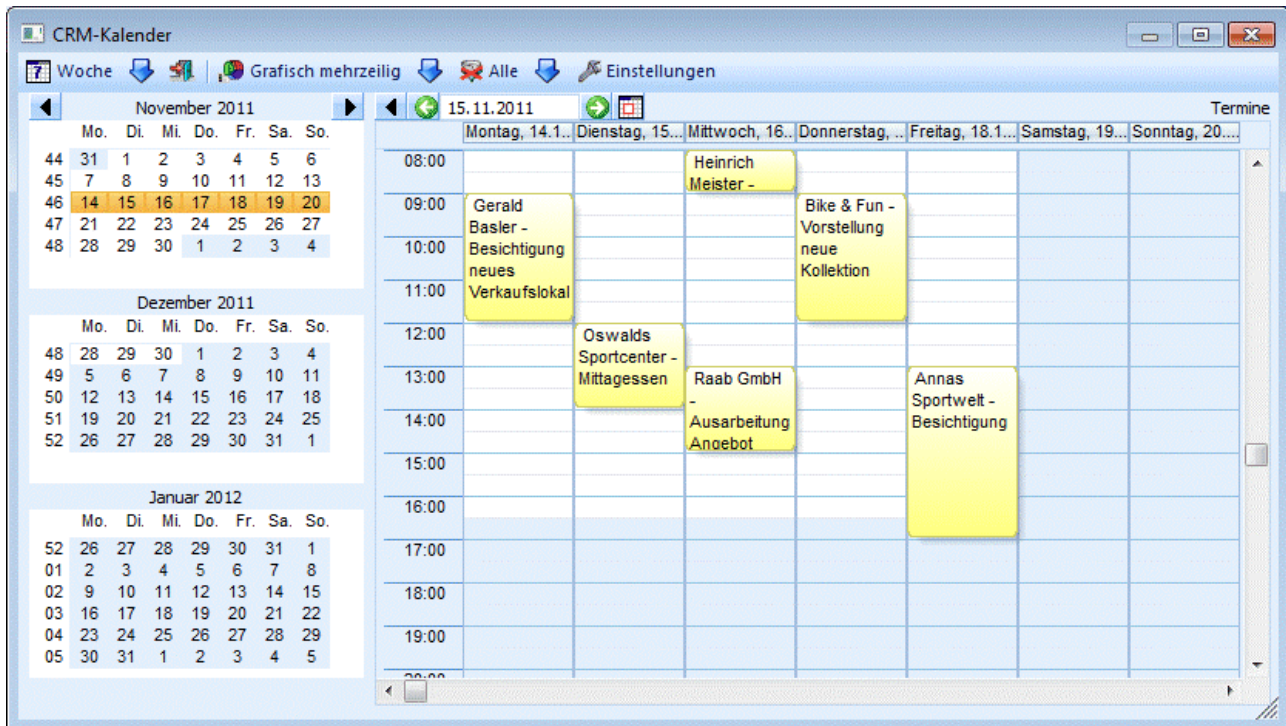 CRM-Kalender
7 Woche Grafisch mehrzeilig Alle Einstellungen
November 2011
Mo. Di. Mi. Do. Fr. Sa. So.
44 31 1 2 3 4 5 6
45 7 8 9 10 11 12 13
46 14 15 16 17 18 19 20
47 21 22 23 24 25 26 27
48 28 29 30 1 2 3 4
Dezember 2011
Mo. Di. Mi. Do. Fr. Sa. So.
48 28 29 30 1 2 3 4
49 5 6 7 8 9 10 11
50 12 13 14 15 16 17 18
51 19 20 21 22 23 24 25
52 26 27 28 29 30 31 1
Januar 2012
Mo. Di. Mi. Do. Fr. Sa. So.
52 26 27 28 29 30 31 1
01 2 3 4 5 6 7 8
02 9 10 11 12 13 14 15
03 16 17 18 19 20 21 22
04 23 24 25 26 27 28 29
05 30 31 1 2 3 4 5
15.11.2011
Termine
Montag, 14.1... Dienstag, 15.... Mittwoch, 16... Donnerstag, ... Freitag, 18.1... Samstag, 19... Sonntag, 20....
08:00
09:00
10:00
11:00
12:00
13:00
14:00
15:00
16:00
17:00
18:00
19:00
20:00
Gerald
Basler -
Besichtigung
neues
Verkaufslokal
Oswalds
Sportcenter -
Mittagessen
Heinrich
Meister -
Raab GmbH
-
Ausarbeitung
Angebot
Bike & Fun -
Vorstellung
neue
Kollektion
Annas
Sportwelt -
Besichtigung